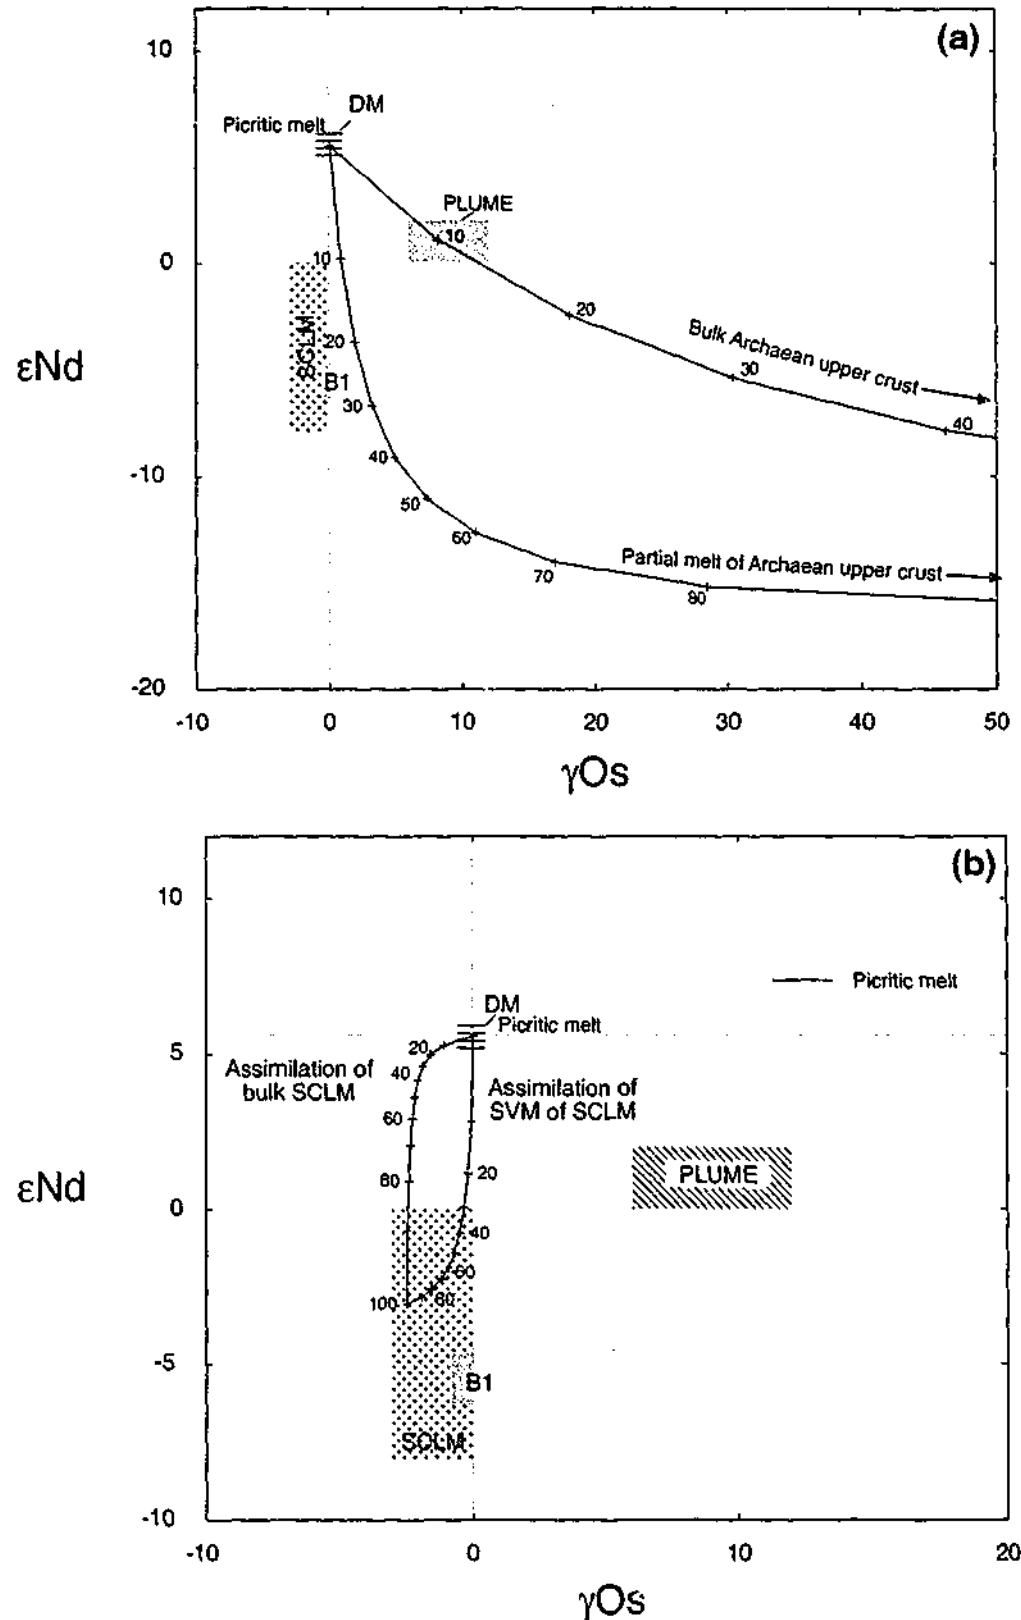 (a)
10
DM
Picritic melt
PLUME
10
0
10
20
SCLM
20
Bulk Archaean upper crust
εNd
B1
30
30
40
40
-10
50
60
Partial melt of Archaean upper crust
70
80
-20
-10
0
10
20
30
40
50
γOs
(b)
10
Picritic melt
DM
Picritic melt
5
20
Assimilation of
bulk SCLM
40
Assimilation of
SVM of SCLM
60
εNd
80
20
PLUME
0
40
60
80
100
-5
B1
SCLM
-10
-10
0
10
20
γOs